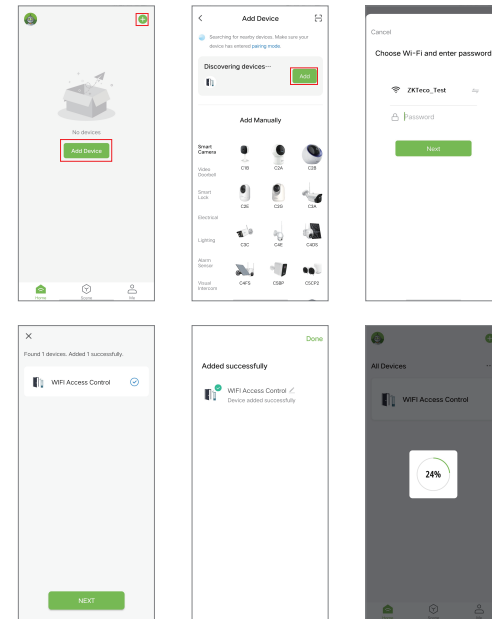 No devices
Add Device
Home
Scene
Me
Add Device
Searching for nearby devices. Make sure your
device has entered pairing mode.
Discovering devices···
Add
Add Manually
Smart
Camera
Video
Doorbell
Smart
Lock
Electrical
Lighting
Alarm
Sensor
Visual
Intercom
C1B
C2A
C2B
C2E
C2G
C3A
C3C
C4E
C4DS
C4FS
C5BP
C5CP2
Cancel
Choose Wi-Fi and enter password
ZKTeco_Test
Password
Next
Found 1 devices. Added 1 successfully.
WIFI Access Control
NEXT
Done
Added successfully
WIFI Access Control
Device added successfully
All Devices
WIFI Access Control
24%
Home
Scene
Me